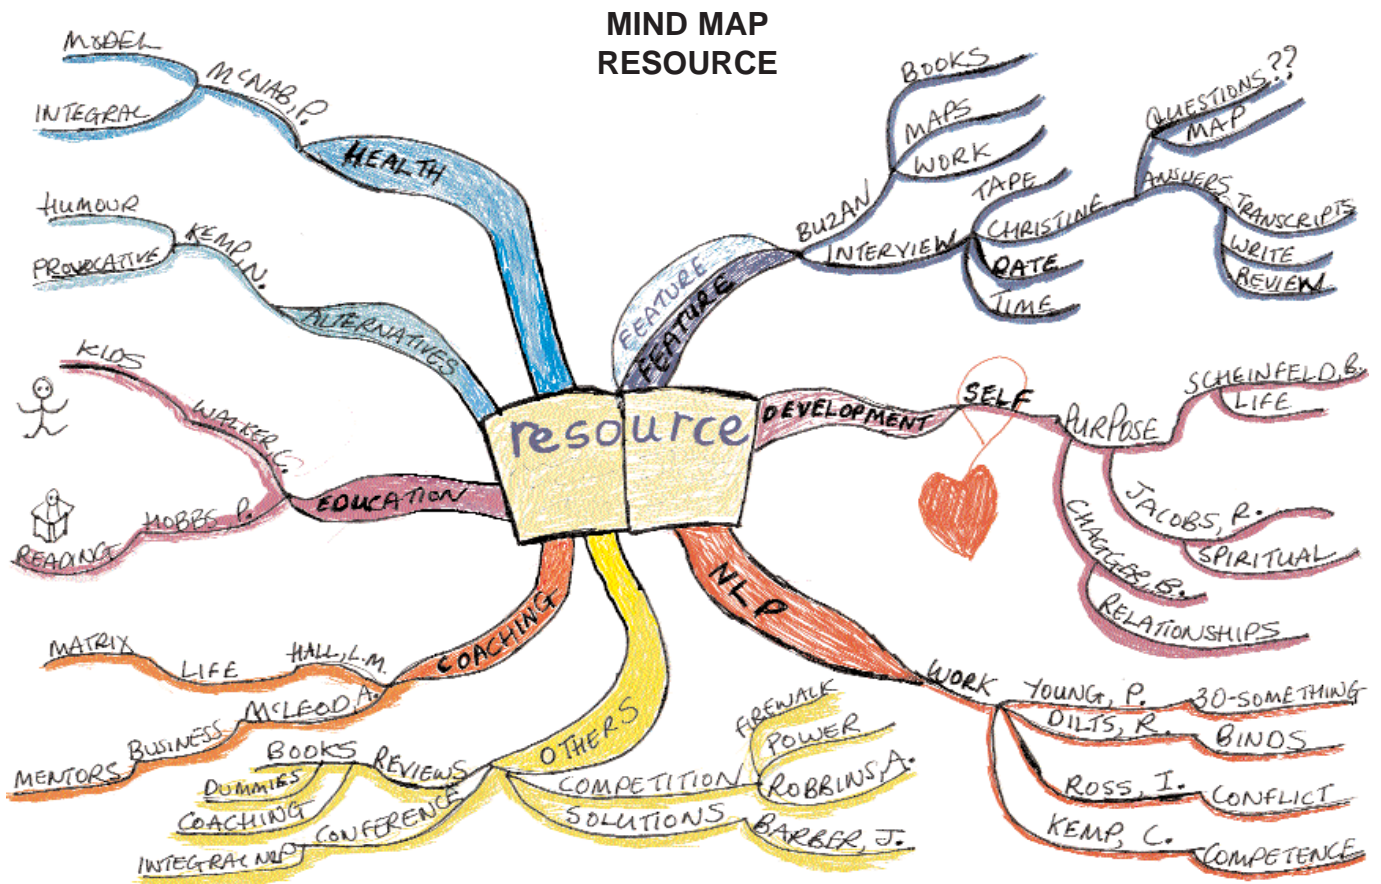 MIND MAP
RESOURCE
resource
HEALTH
MCNAB, P.
MODEL
INTEGRAL
ALTERNATIVES
KEMP, N.
HUMOUR
PROVOCATIVE
EDUCATION
WALKER, C.
KIDS
HOBBS P.
READING
COACHING
HALL, L.M.
LIFE
MATRIX
MCLEOD, A.
BUSINESS
MENTORS
OTHERS
REVIEWS
BOOKS
DUMMIES
COACHING
CONFERENCE
INTEGRAL NLP
COMPETITION
FIREWALK
POWER
ROBBINS, A.
SOLUTIONS
BARBER, J.
NLP
WORK
YOUNG, P.
30-SOMETHING
DILTS, R.
BINDS
ROSS, I.
CONFLICT
KEMP, C.
COMPETENCE
DEVELOPMENT
SELF
PURPOSE
SCHEINFELD, B.
LIFE
JACOBS, R.
SPIRITUAL
CHAGGER, B.
RELATIONSHIPS
FEATURE
FEATURE
BUZAN
BOOKS
MAPS
WORK
INTERVIEW
TAPE
CHRISTINE
QUESTIONS??
MAP
ANSWERS
TRANSCRIPTS
WRITE
REVIEW
DATE
TIME